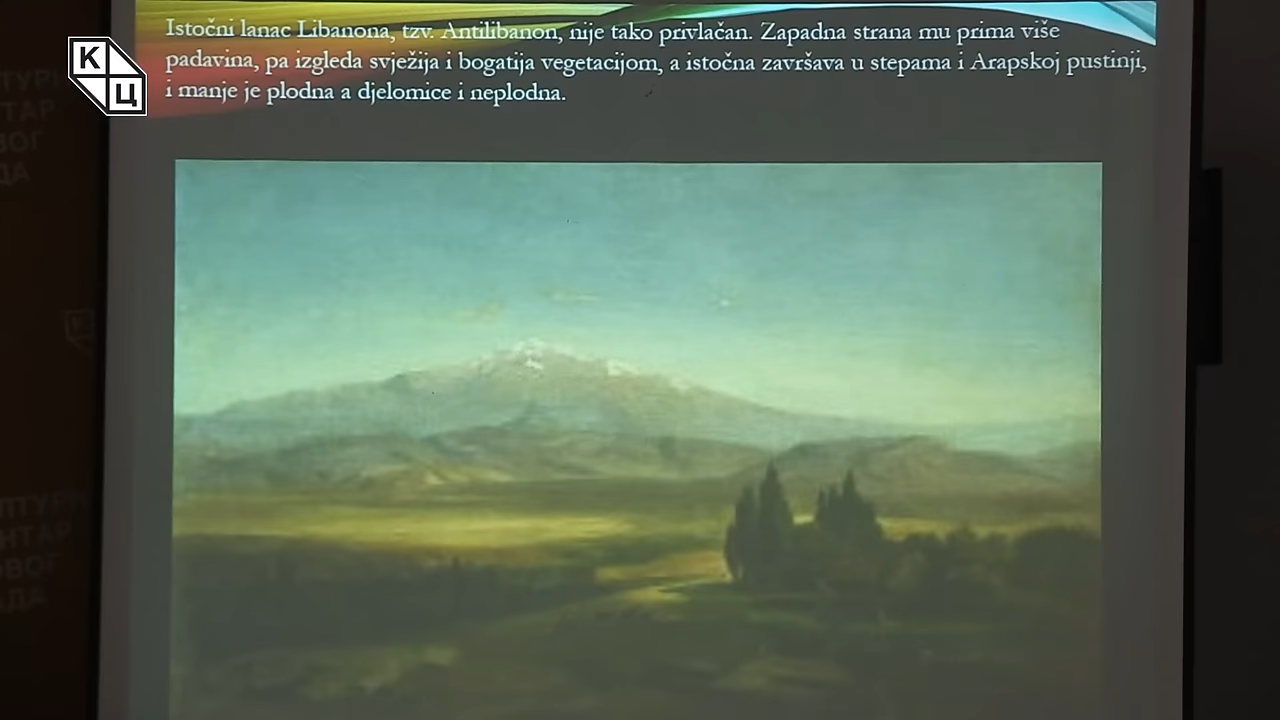 Istočni lanac Libanona, tzv. Antilibanon, nije tako privlačan. Zapadna strana mu prima više
padavina, pa izgleda svježija i bogatija vegetacijom, a istočna završava u stepama i Arapskoj pustinji,
i manje je plodna a djelomice i neplodna.
К
Ц